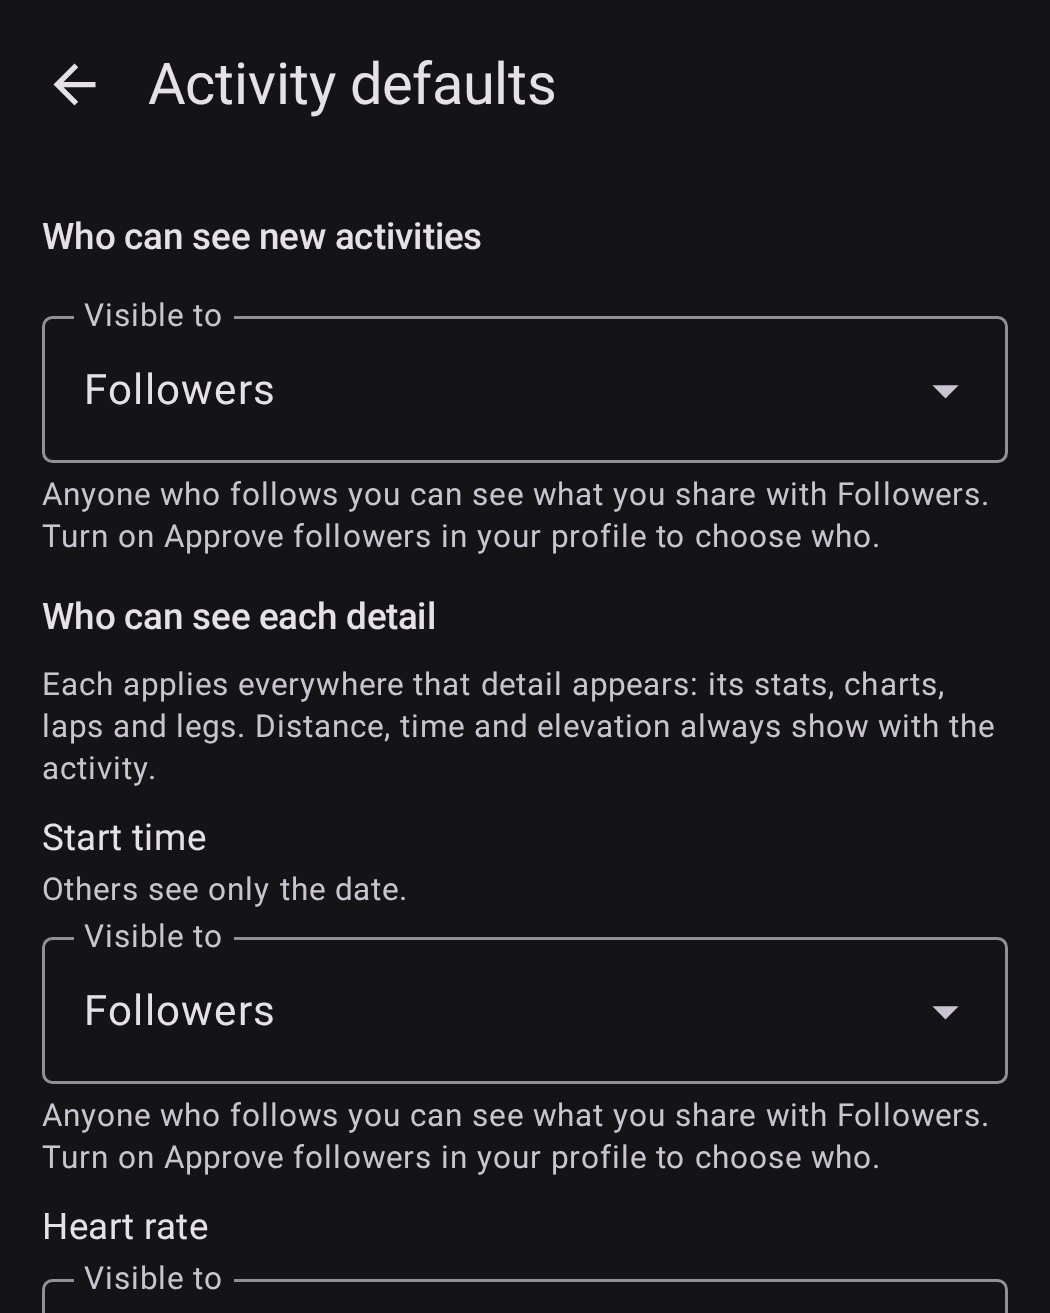 Activity defaults
Who can see new activities
Visible to
Followers
Anyone who follows you can see what you share with Followers.
Turn on Approve followers in your profile to choose who.
Who can see each detail
Each applies everywhere that detail appears: its stats, charts,
laps and legs. Distance, time and elevation always show with the
activity.
Start time
Others see only the date.
Visible to
Followers
Anyone who follows you can see what you share with Followers.
Turn on Approve followers in your profile to choose who.
Heart rate
Visible to